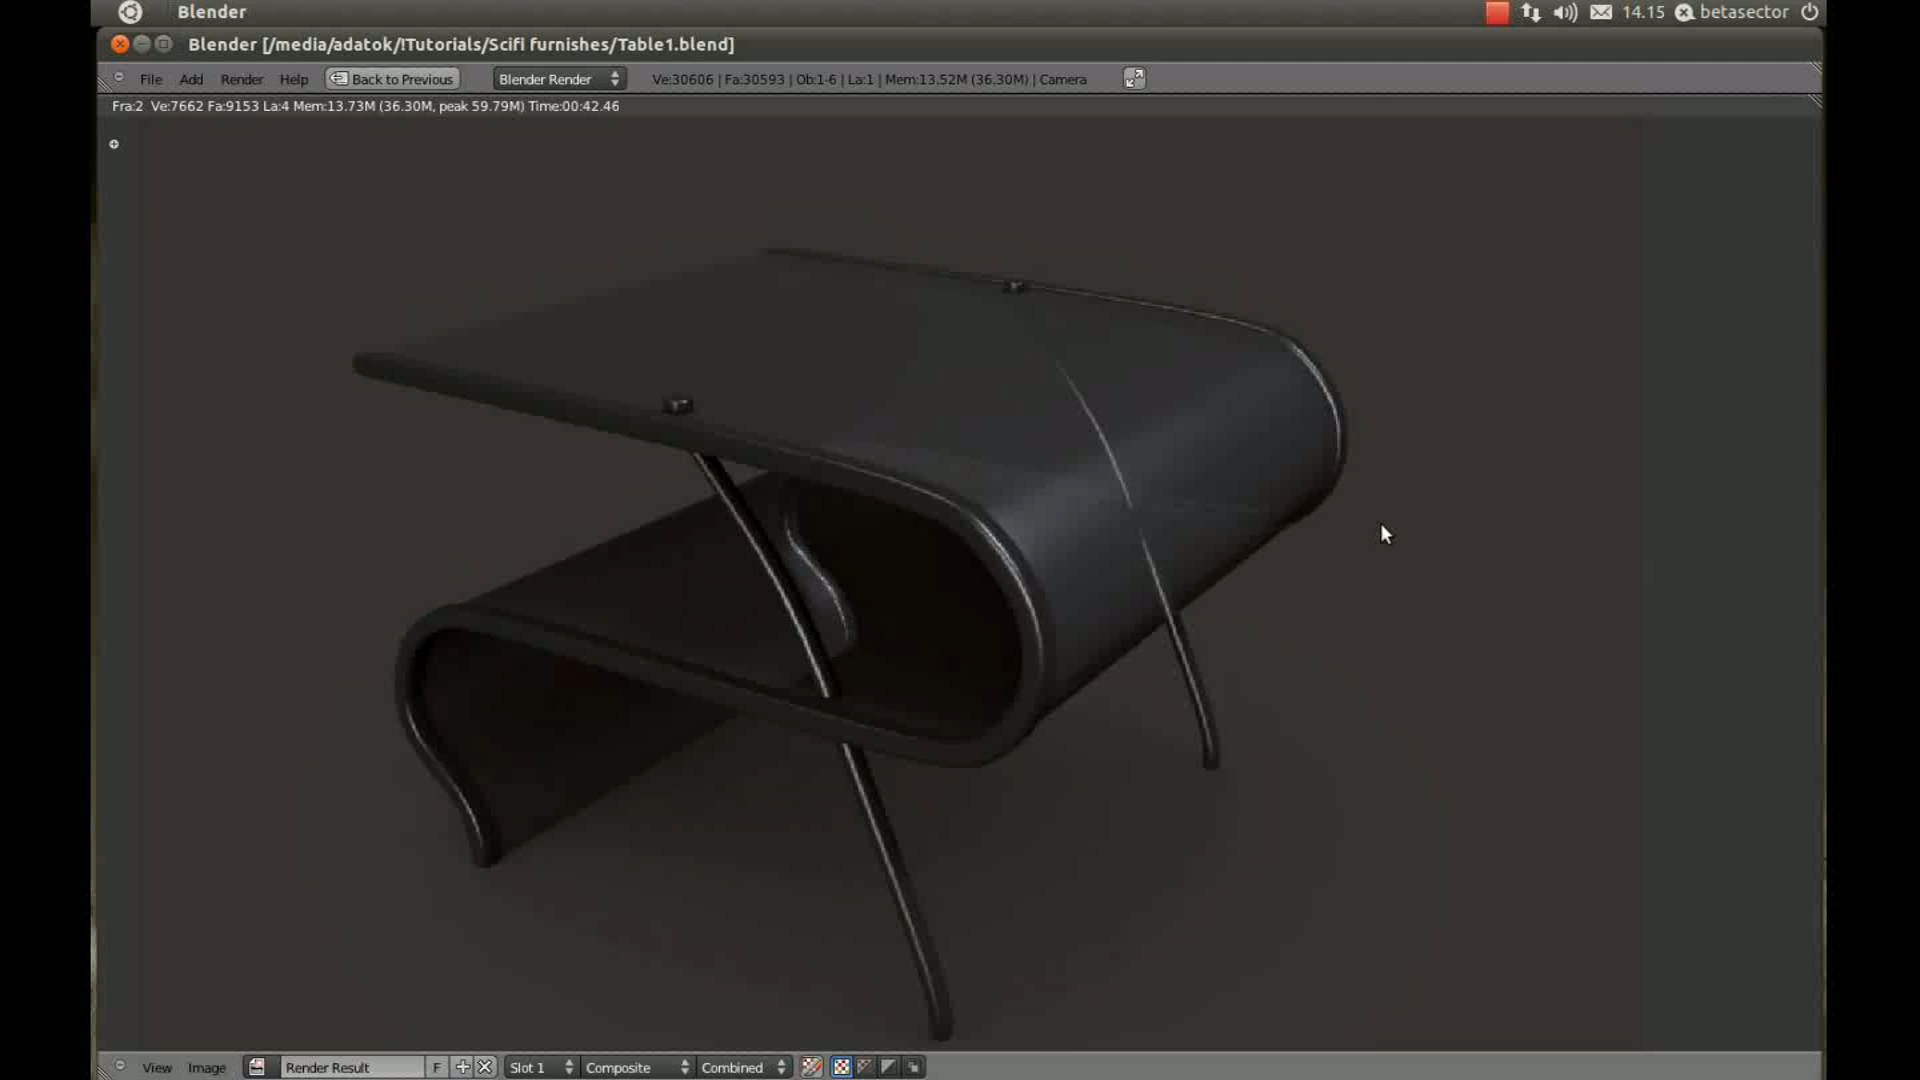 Blender
14.15
betasector
Blender [/media/adatok/!Tutorials/Scifi furnishes/Table1.blend]
File Add Render Help Back to Previous Blender Render Ve:30606 | Fa:30593 | Ob:1-6 | La:1 | Mem:13.52M (36.30M) | Camera
Fra:2 Ve:7662 Fa:9153 La:4 Mem:13.73M (36.30M, peak 59.79M) Time:00:42.46
View Image Render Result F Slot 1 Composite Combined